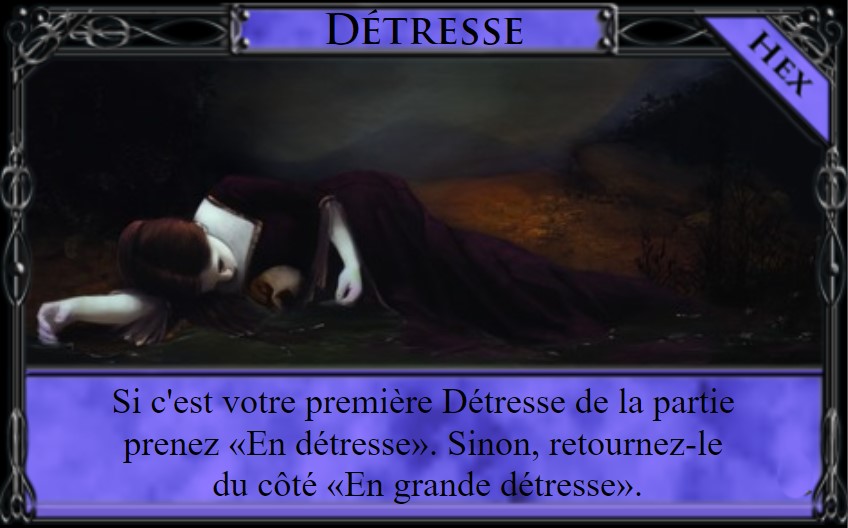 Détresse
Hex
Si c'est votre première Détresse de la partie
prenez «En détresse». Sinon, retournez-le
du côté «En grande détresse».